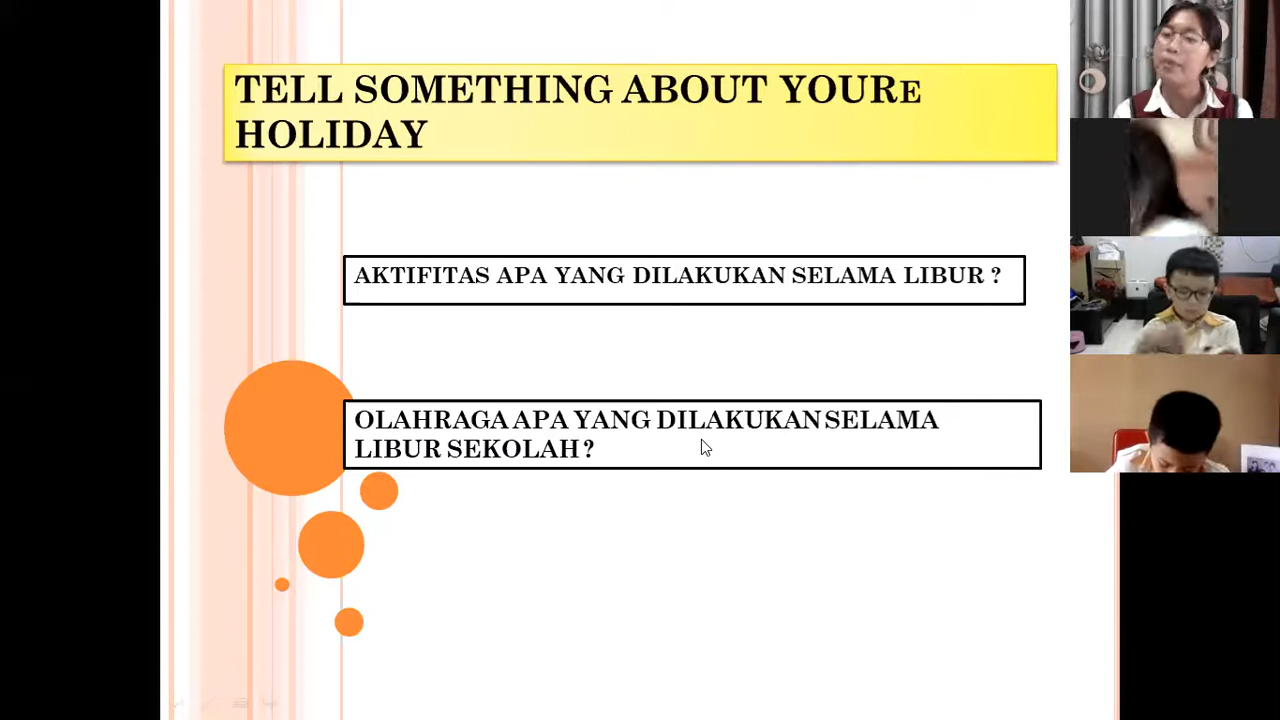 TELL SOMETHING ABOUT YOURE
HOLIDAY
AKTIFITAS APA YANG DILAKUKAN SELAMA LIBUR ?
OLAHRAGA APA YANG DILAKUKAN SELAMA
LIBUR SEKOLAH ?